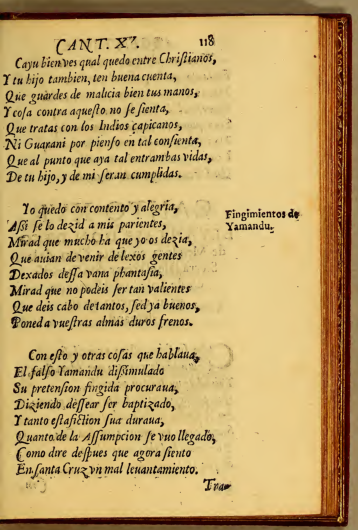 CANT. XV. 118
Cayu bien ves qual quedo entre Christianos,
Y tu hijo tambien, ten buena cuenta,
Que guardes de malicia bien tus manos,
Y cosa contra aquesto no se sienta,
Que tratas con los Indios çapicanos,
Ni Guarani por pienso en tal consienta,
Que al punto que aya tal entrambas vidas,
De tu hijo, y de mi seran cumplidas.
Yo quedo con contento y alegria,
Assi se lo dezid a mis parientes,
Mirad que mucho ha que yo os dezia,
Que auian de venir de lexos gentes
Dexados dessa vana phantasia,
Mirad que no podeis ser tan valientes
Que deis cabo de tantos, sed ya buenos,
Poned a vuestras almas duros frenos.
Fingimientos de
Yamandu.
Con esto y otras cosas que hablaua,
El falso Yamandu dissimulado
Su pretension fingida procuraua,
Diziendo dessear ser baptizado,
Y tanto esta fiction sua duraua,
Quanto de la Assumpcion se vuo llegado,
Como dire despues que agora siento
En santa Cruz vn mal leuantamiento.
Tra-